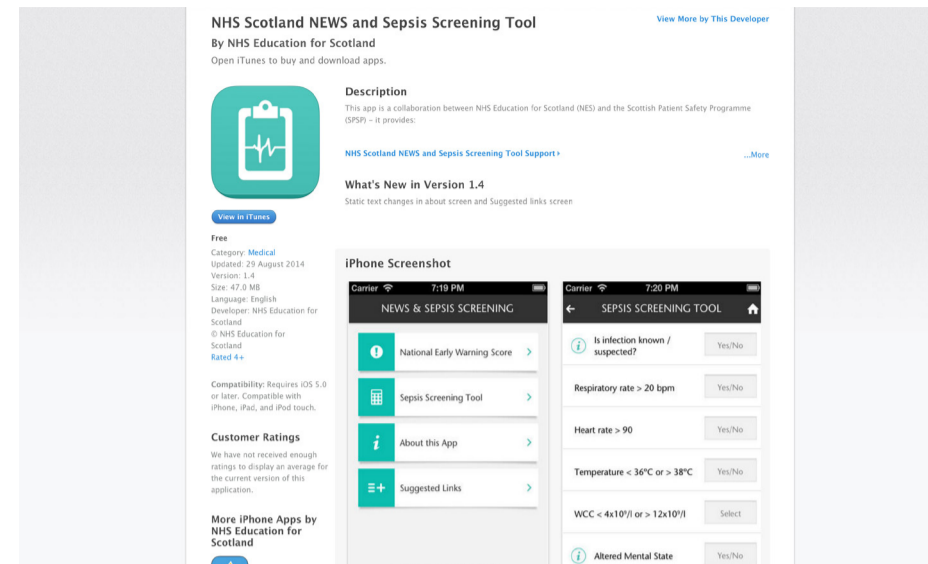 NHS Scotland NEWS and Sepsis Screening Tool
View More by This Developer
By NHS Education for Scotland
Open iTunes to buy and download apps.
Description
This app is a collaboration between NHS Education for Scotland (NES) and the Scottish Patient Safety Programme
(SPSP) – it provides:
NHS Scotland NEWS and Sepsis Screening Tool Support
...More
What's New in Version 1.4
Static text changes in about screen and Suggested links screen
View in iTunes
Free
Category: Medical
Updated: 29 August 2014
Version: 1.4
Size: 47.0 MB
Language: English
Developer: NHS Education for
Scotland
© NHS Education for
Scotland
Rated 4+
Compatibility: Requires iOS 5.0
or later. Compatible with
iPhone, iPad, and iPod touch.
Customer Ratings
We have not received enough
ratings to display an average for
the current version of this
application.
More iPhone Apps by
NHS Education for
Scotland
iPhone Screenshot
Carrier 7:19 PM
NEWS & SEPSIS SCREENING
National Early Warning Score
Sepsis Screening Tool
About this App
Suggested Links
Carrier 7:20 PM
SEPSIS SCREENING TOOL
Is infection known /
suspected?
Yes/No
Respiratory rate > 20 bpm
Yes/No
Heart rate > 90
Yes/No
Temperature < 36°C or > 38°C
Yes/No
WCC < 4x10⁹/l or > 12x10⁹/l
Select
Altered Mental State
Yes/No